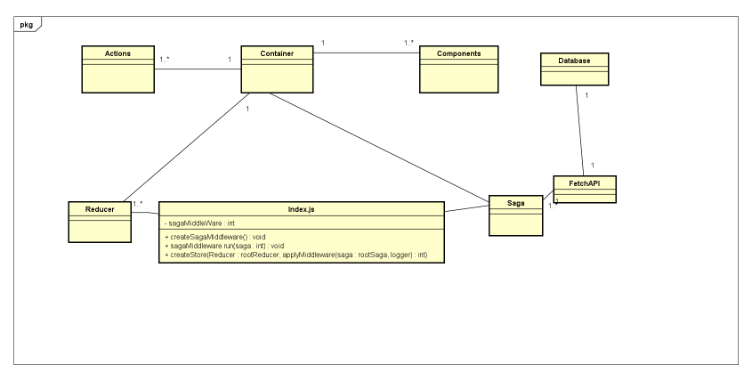 pkg
Actions
Container
Components
Database
1..*
1
1
1..*
1
1
1
FetchAPI
Reducer
1..*
Index.js
Saga
- sagaMiddleWare : int
+ createSagaMiddleware() : void
+ sagaMiddleware.run(saga : int) : void
+ createStore(Reducer : rootReducer, applyMiddleware(saga : rootSaga, logger) : int)